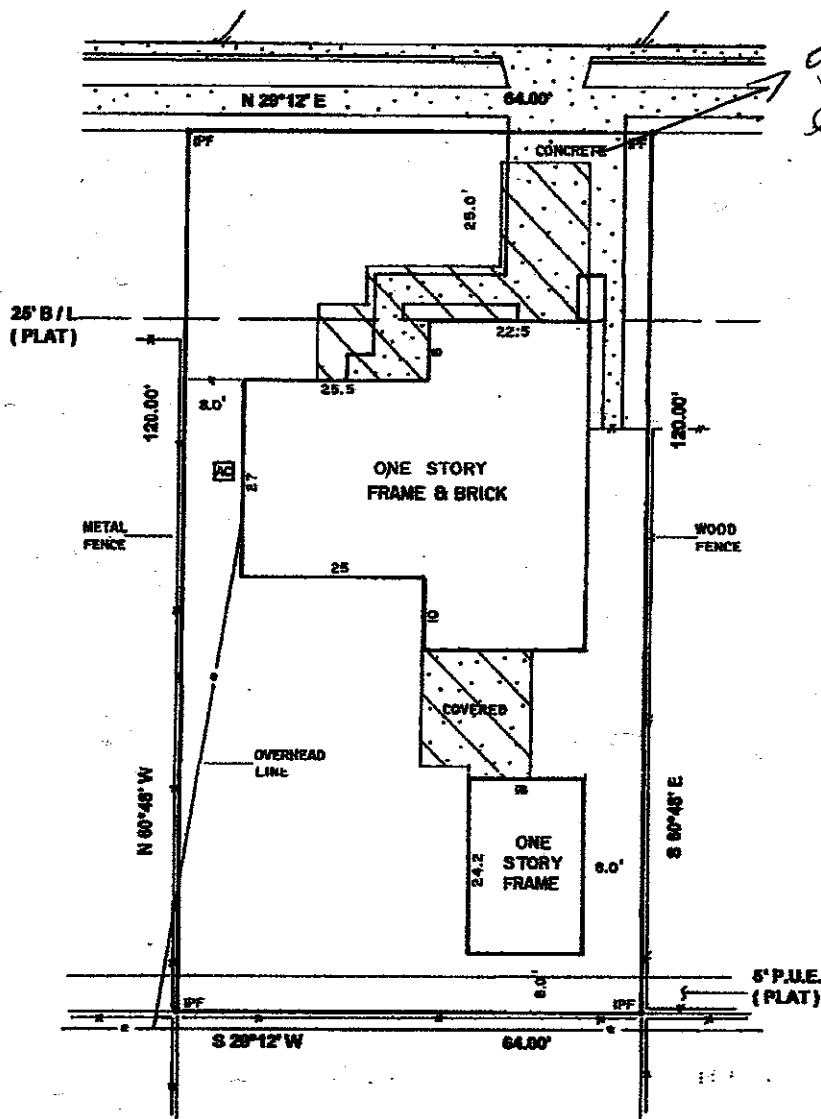 N 29°12' E
64.00'
IPF
CONCRETE
IPF
25.0'
25' B/L
(PLAT)
22.5
8.0'
25.5
120.00'
120.00'
27
ONE STORY
FRAME & BRICK
METAL
FENCE
WOOD
FENCE
25
10
COVERED
OVERHEAD
LINE
N 60°48' W
S 60°48' E
24.2
ONE
STORY
FRAME
6.0'
5' P.U.E.
(PLAT)
8.0'
IPF
IPF
S 29°12' W
64.00'